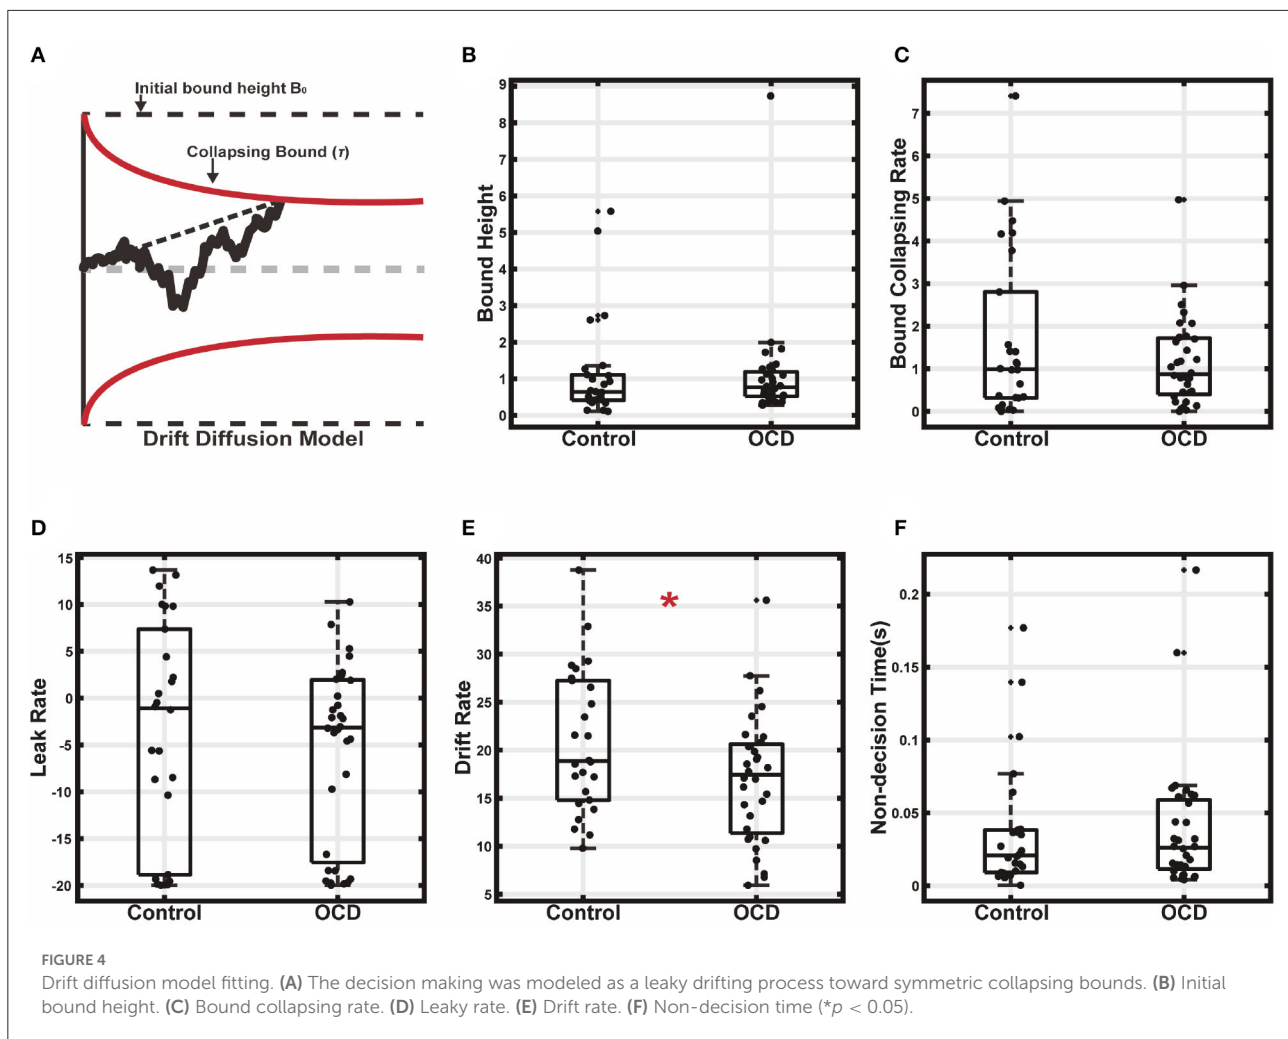 A
Initial bound height B₀
Collapsing Bound (τ)
Drift Diffusion Model
B
Bound Height
9
8
7
6
5
4
3
2
1
0
Control OCD
C
Bound Collapsing Rate
7
6
5
4
3
2
1
0
Control OCD
D
Leak Rate
15
10
5
0
-5
-10
-15
-20
Control OCD
E
Drift Rate
40
35
30
25
20
15
10
5
*
Control OCD
F
Non-decision Time(s)
0.2
0.15
0.1
0.05
0
Control OCD
FIGURE 4
Drift diffusion model fitting. (A) The decision making was modeled as a leaky drifting process toward symmetric collapsing bounds. (B) Initial
bound height. (C) Bound collapsing rate. (D) Leaky rate. (E) Drift rate. (F) Non-decision time (*p < 0.05).